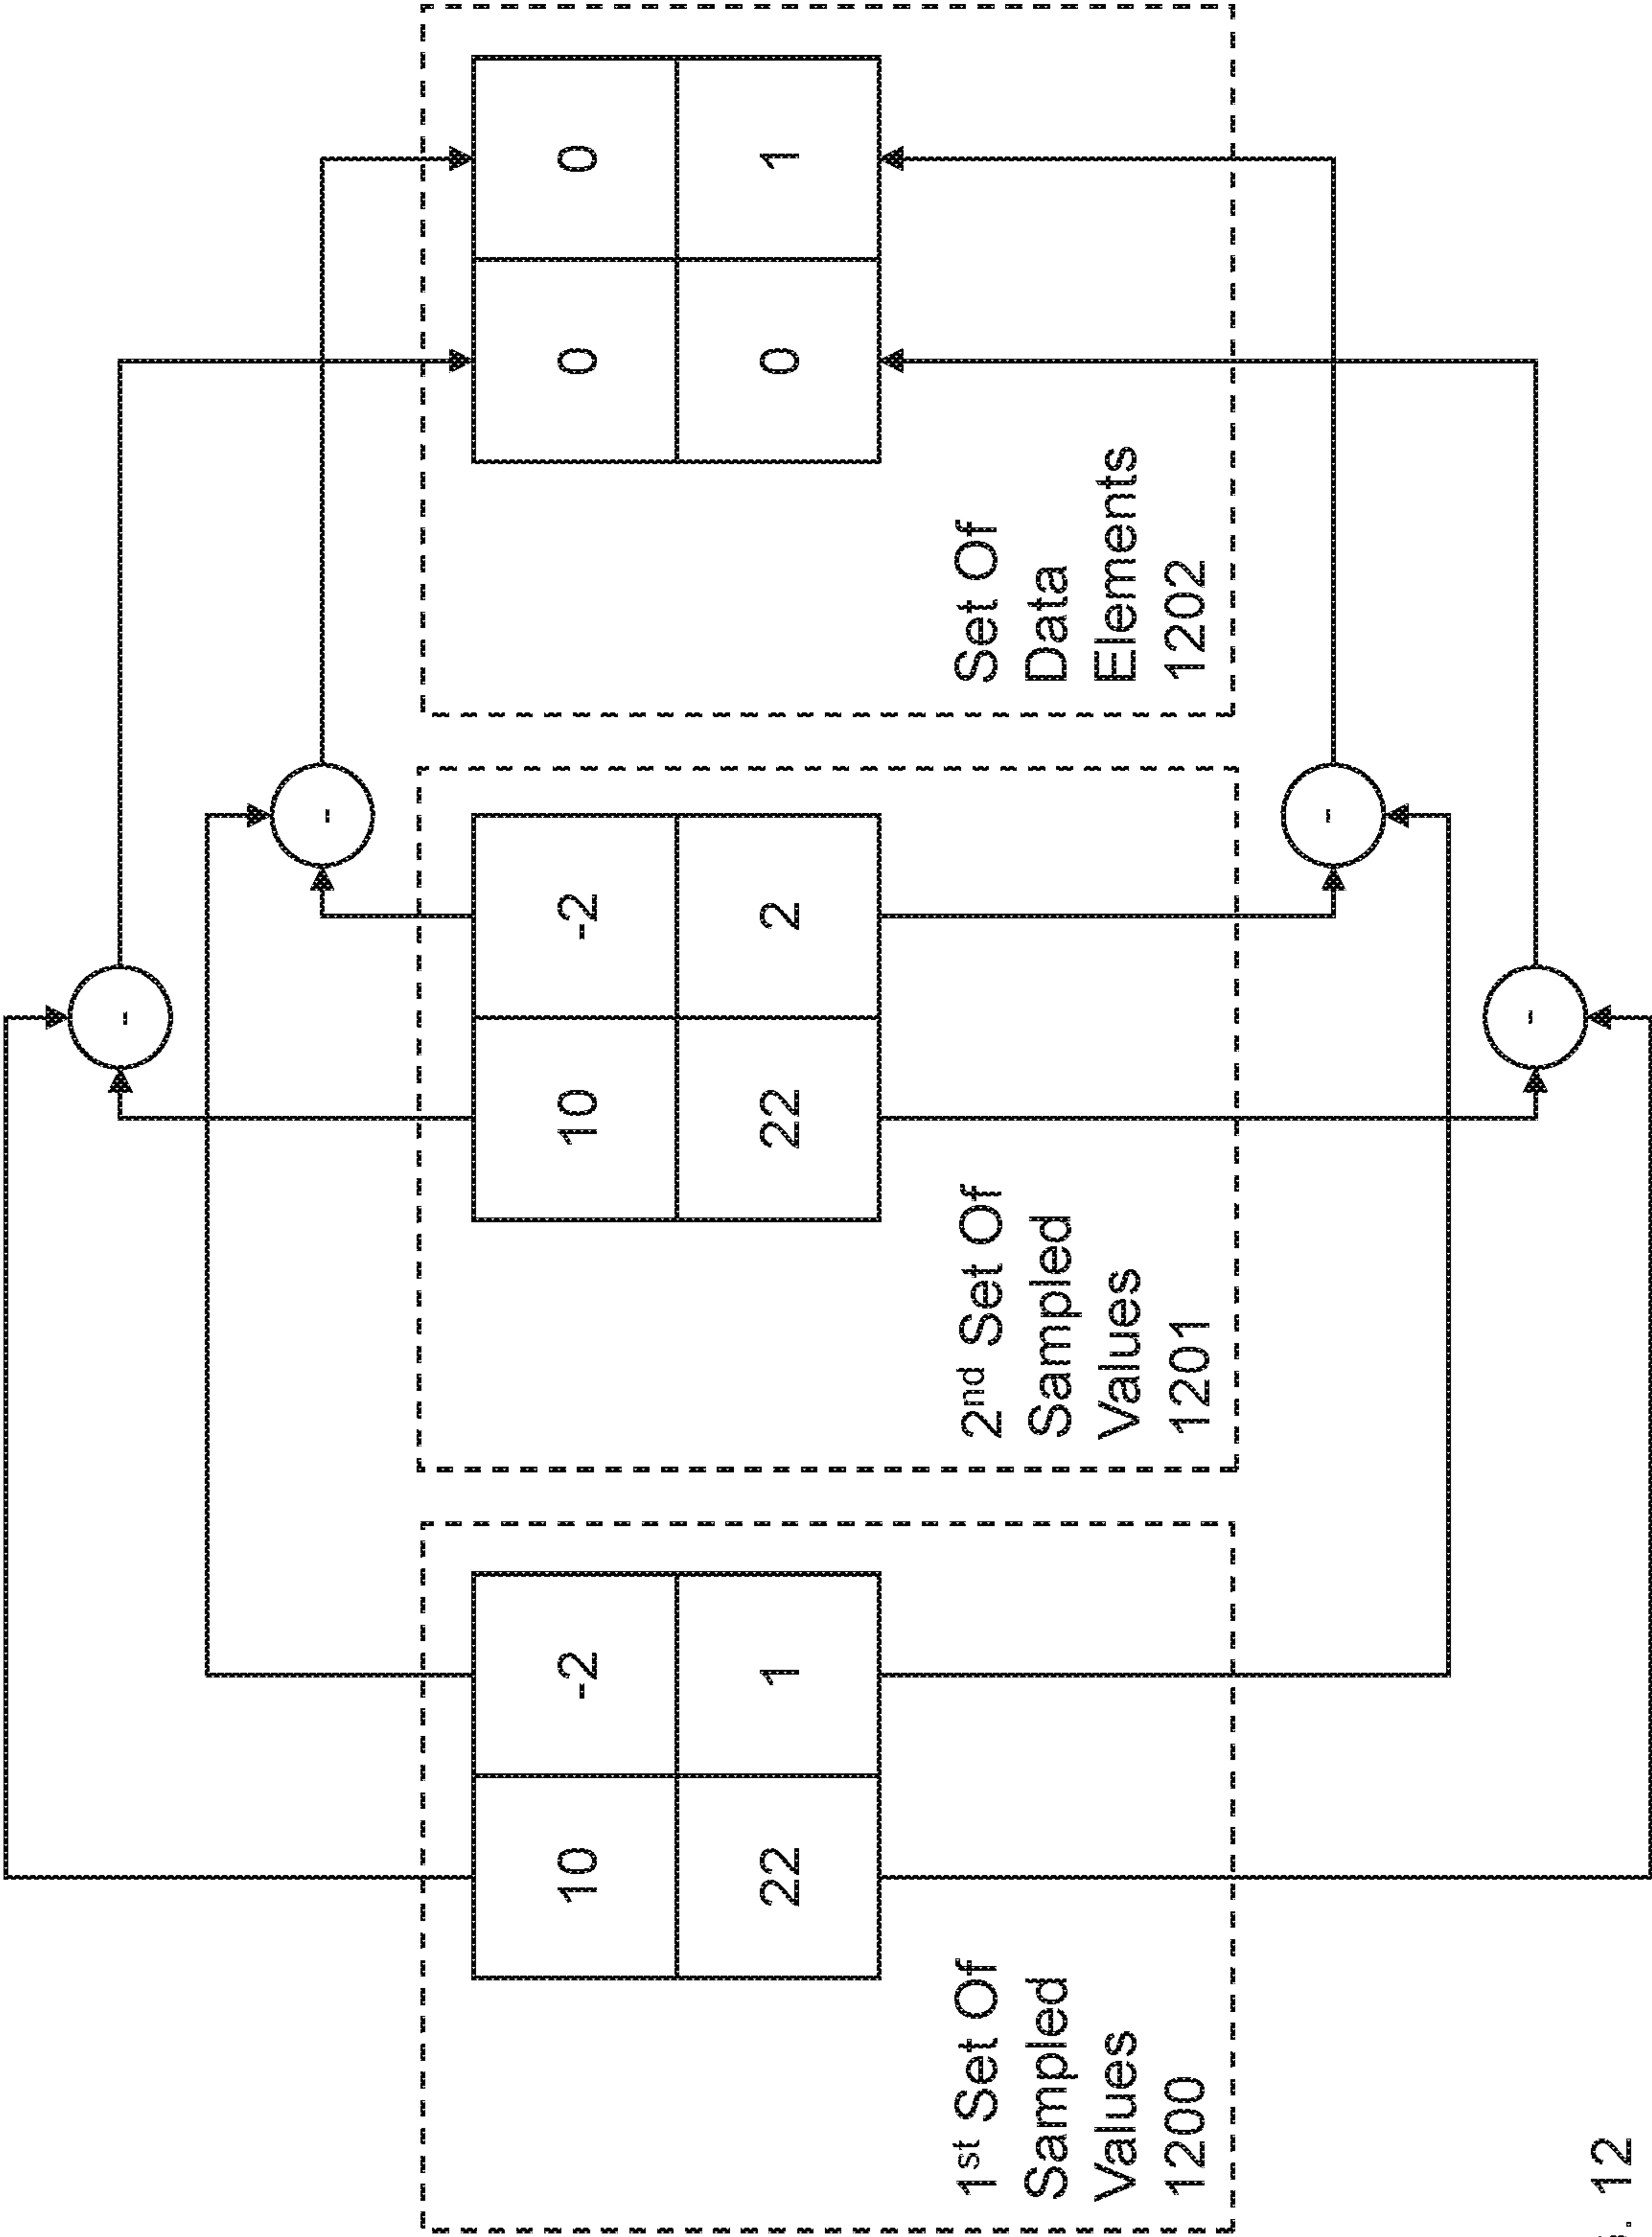 -
-
10 -2
22 1
1st Set Of
Sampled
Values
1200
10 -2
22 2
2nd Set Of
Sampled
Values
1201
0 0
0 1
Set Of
Data
Elements
1202
-
-
12